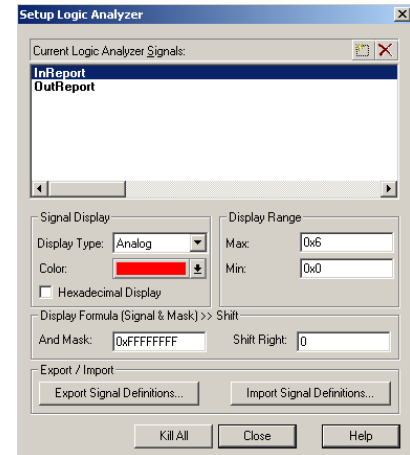 Setup Logic Analyzer
Current Logic Analyzer Signals:
InReport
OutReport
Signal Display
Display Type: Analog
Color:
Hexadecimal Display
Display Range
Max: 0x6
Min: 0x0
Display Formula (Signal & Mask) >> Shift
And Mask: 0xFFFFFFFF Shift Right: 0
Export / Import
Export Signal Definitions... Import Signal Definitions...
Kill All Close Help